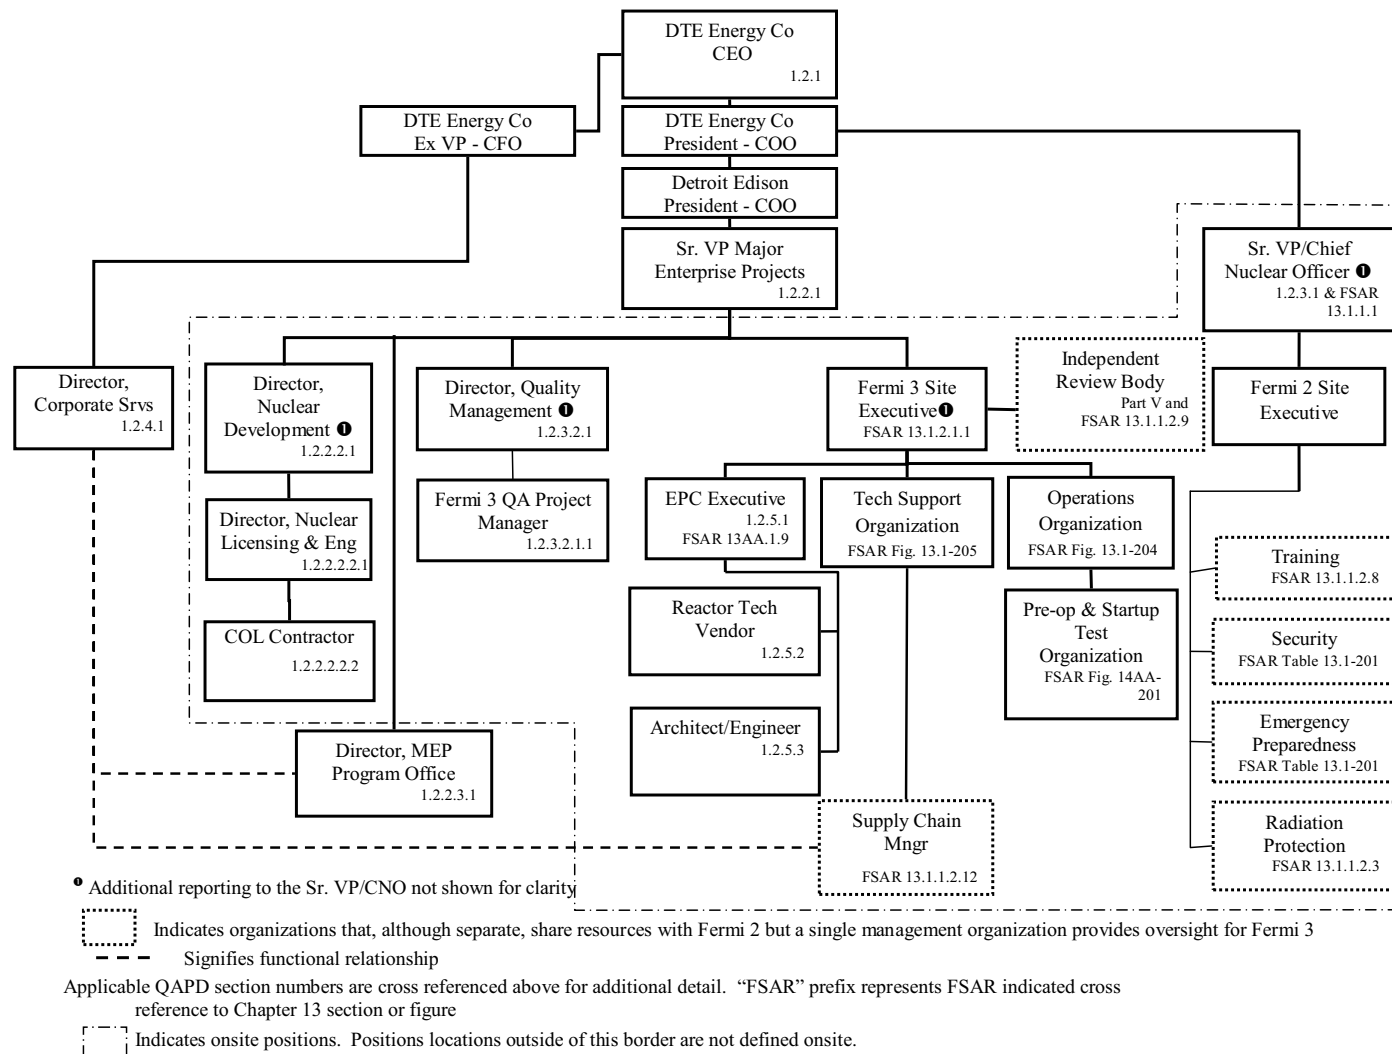 DTE Energy Co
CEO
1.2.1
DTE Energy Co
Ex VP - CFO
DTE Energy Co
President - COO
Detroit Edison
President - COO
Sr. VP Major
Enterprise Projects
1.2.2.1
Sr. VP/Chief
Nuclear Officer ❶
1.2.3.1 & FSAR
13.1.1.1
Director,
Corporate Srvs
1.2.4.1
Director,
Nuclear
Development ❶
1.2.2.2.1
Director, Quality
Management ❶
1.2.3.2.1
Fermi 3 Site
Executive❶
FSAR 13.1.2.1.1
Independent
Review Body
Part V and
FSAR 13.1.1.2.9
Fermi 2 Site
Executive
Director, Nuclear
Licensing & Eng
1.2.2.2.2.1
Fermi 3 QA Project
Manager
1.2.3.2.1.1
EPC Executive
1.2.5.1
FSAR 13AA.1.9
Tech Support
Organization
FSAR Fig. 13.1-205
Operations
Organization
FSAR Fig. 13.1-204
Training
FSAR 13.1.1.2.8
COL Contractor
1.2.2.2.2.2
Reactor Tech
Vendor
1.2.5.2
Pre-op & Startup
Test
Organization
FSAR Fig. 14AA-
201
Security
FSAR Table 13.1-201
Architect/Engineer
1.2.5.3
Emergency
Preparedness
FSAR Table 13.1-201
Director, MEP
Program Office
1.2.2.3.1
Supply Chain
Mngr
FSAR 13.1.1.2.12
Radiation
Protection
FSAR 13.1.1.2.3
❶ Additional reporting to the Sr. VP/CNO not shown for clarity
Indicates organizations that, although separate, share resources with Fermi 2 but a single management organization provides oversight for Fermi 3
Signifies functional relationship
Applicable QAPD section numbers are cross referenced above for additional detail. “FSAR” prefix represents FSAR indicated cross
reference to Chapter 13 section or figure
Indicates onsite positions. Positions locations outside of this border are not defined onsite.